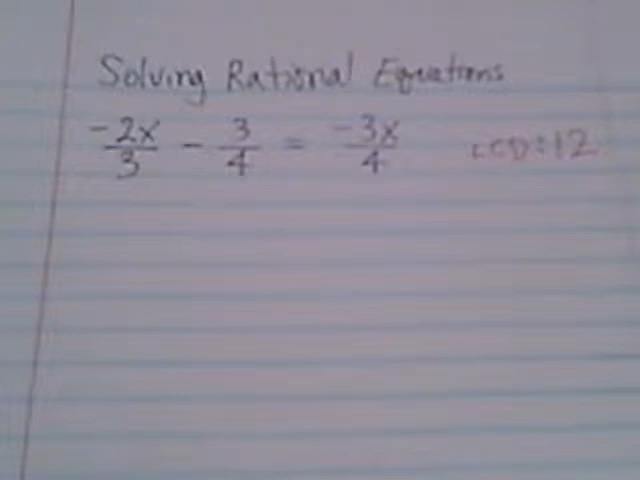 Solving Rational Equations
-2x/3 - 3/4 = -3x/4 LCD:12